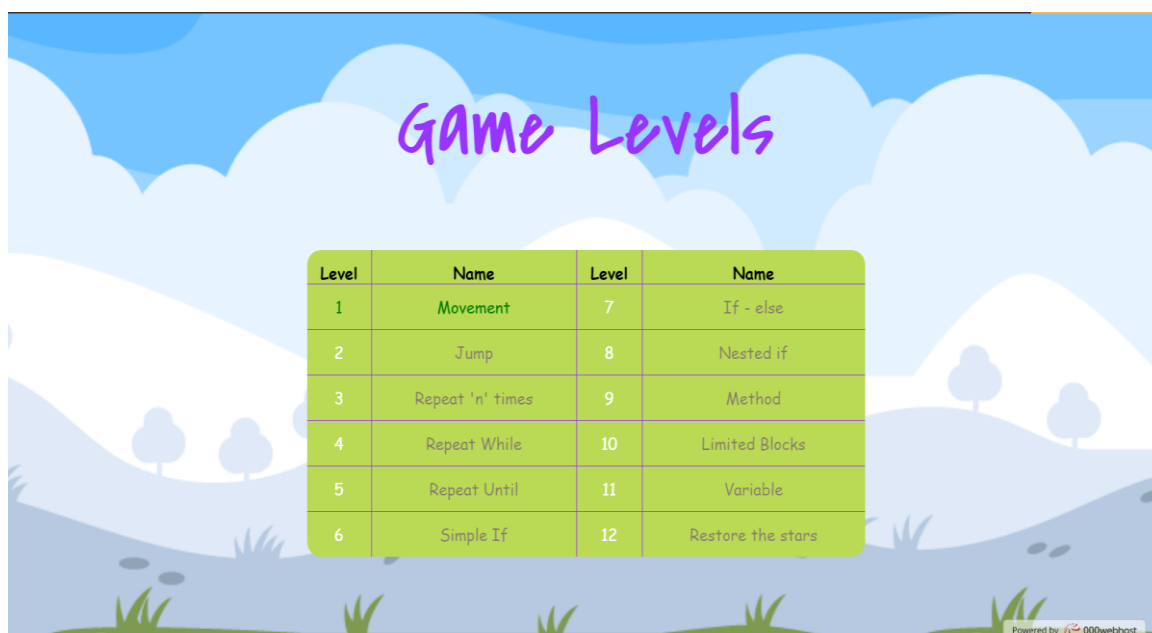 Game Levels
Level Name Level Name
1 Movement 7 If - else
2 Jump 8 Nested if
3 Repeat 'n' times 9 Method
4 Repeat While 10 Limited Blocks
5 Repeat Until 11 Variable
6 Simple If 12 Restore the stars
Powered by 000webhost